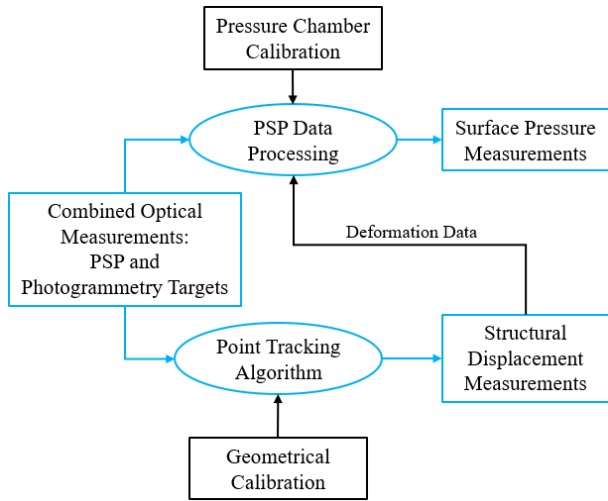 Pressure Chamber
Calibration
PSP Data
Processing
Surface Pressure
Measurements
Combined Optical
Measurements:
PSP and
Photogrammetry Targets
Deformation Data
Point Tracking
Algorithm
Structural
Displacement
Measurements
Geometrical
Calibration